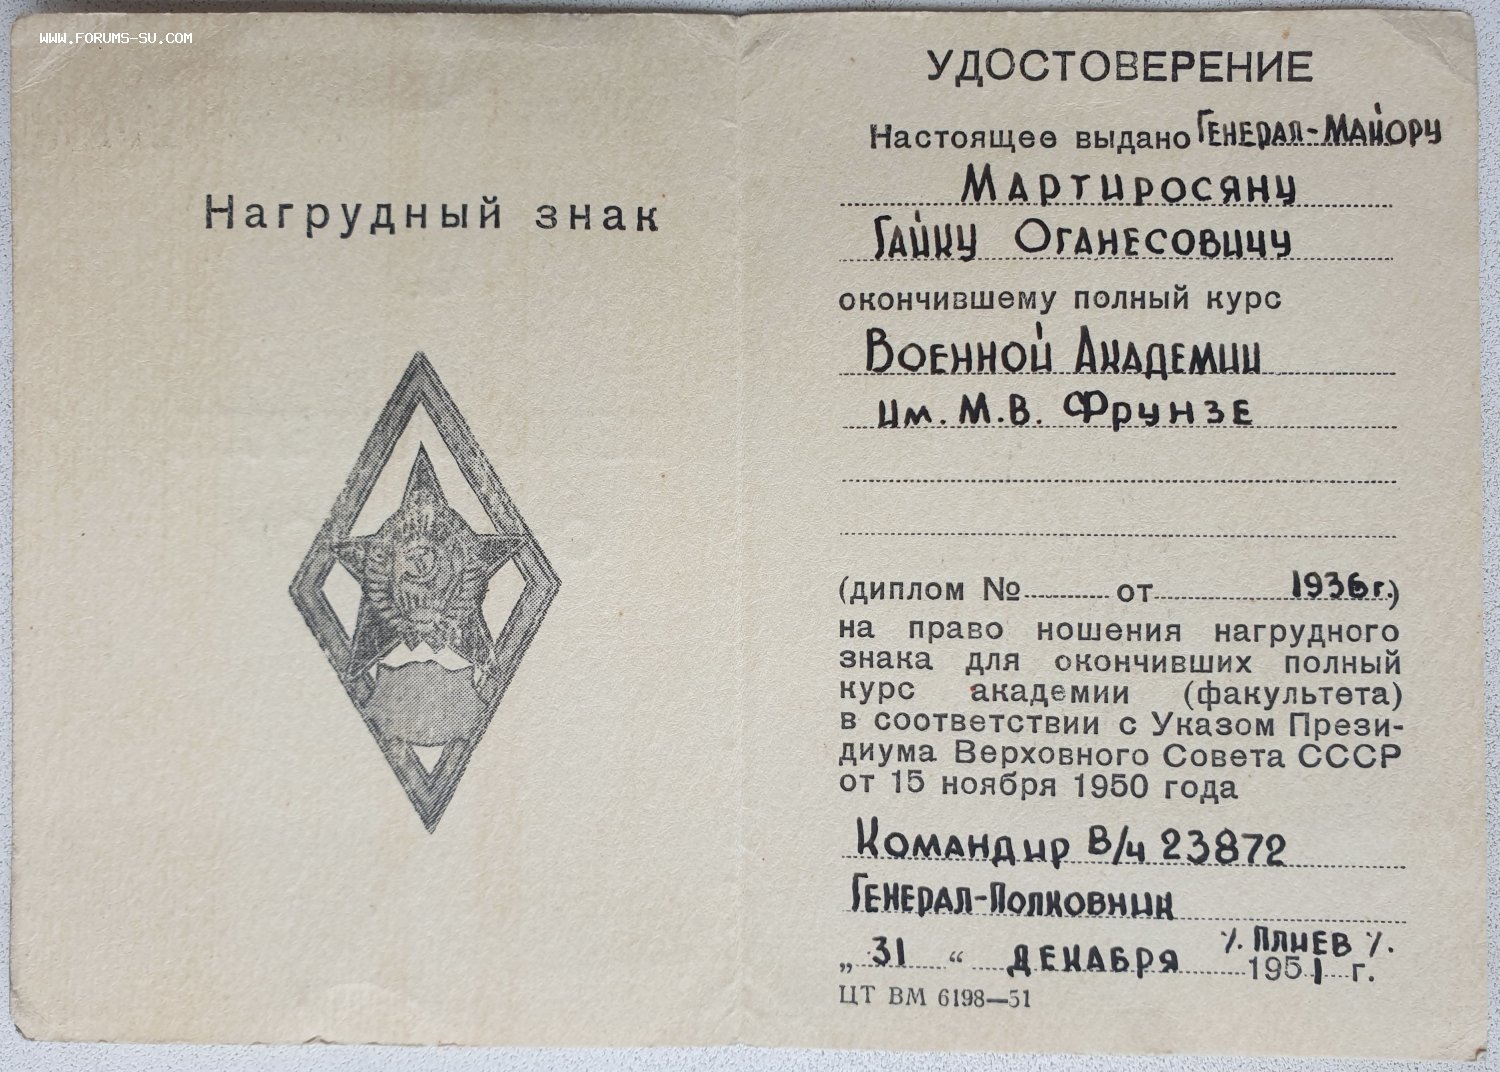 WWW.FORUMS-SU.COM
Нагрудный знак
УДОСТОВЕРЕНИЕ
Настоящее выдано Генерал-Майору
Мартиросяну
Гайку Оганесовичу
окончившему полный курс
Военной Академии
им. М.В. Фрунзе
(диплом № от 1936 г.)
на право ношения нагрудного
знака для окончивших полный
курс академии (факультета)
в соответствии с Указом Прези-
диума Верховного Совета СССР
от 15 ноября 1950 года
Командир В/ч 23872
Генерал-Полковник
/. ПЛИЕВ /.
„ 31 “ декабря 1951 г.
ЦТ ВМ 6198—51